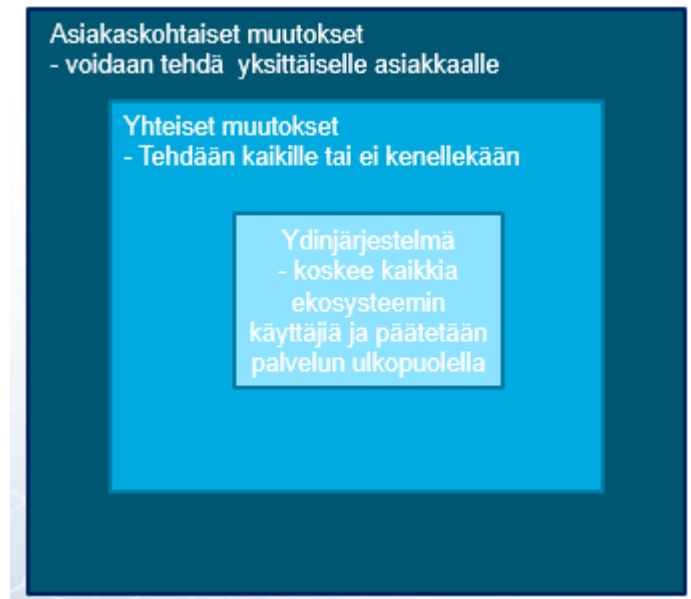 Asiakaskohtaiset muutokset
- voidaan tehdä yksittäiselle asiakkaalle
Yhteiset muutokset
- Tehdään kaikille tai ei kenellekään
Ydinjärjestelmä
- koskee kaikkia
ekosysteemin
käyttäjiä ja päätetään
palvelun ulkopuolella